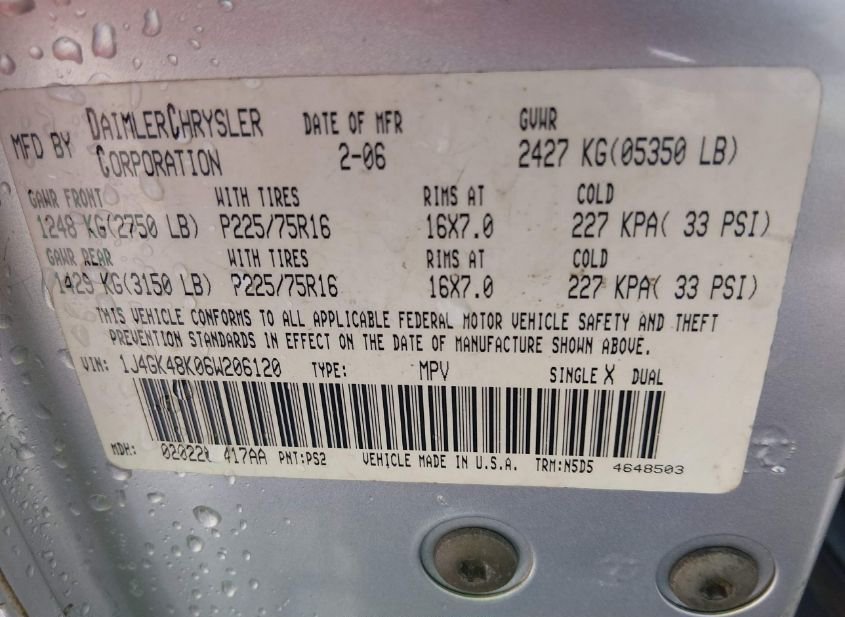 MFD BY DAIMLERCHRYSLER CORPORATION DATE OF MFR 2-06 GVWR 2427 KG(05350 LB)
GAWR FRONT WITH TIRES RIMS AT COLD
1248 KG(2750 LB) P225/75R16 16X7.0 227 KPA( 33 PSI)
GAWR REAR WITH TIRES RIMS AT COLD
1429 KG(3150 LB) P225/75R16 16X7.0 227 KPA( 33 PSI)
THIS VEHICLE CONFORMS TO ALL APPLICABLE FEDERAL MOTOR VEHICLE SAFETY AND THEFT
PREVENTION STANDARDS IN EFFECT ON THE DATE OF MANUFACTURE SHOWN ABOVE.
VIN: 1J4GK48K06W206120 TYPE: MPV SINGLE X DUAL
MDH: 417AA PNT:PS2 VEHICLE MADE IN U.S.A. TRM:N5D5 4648503